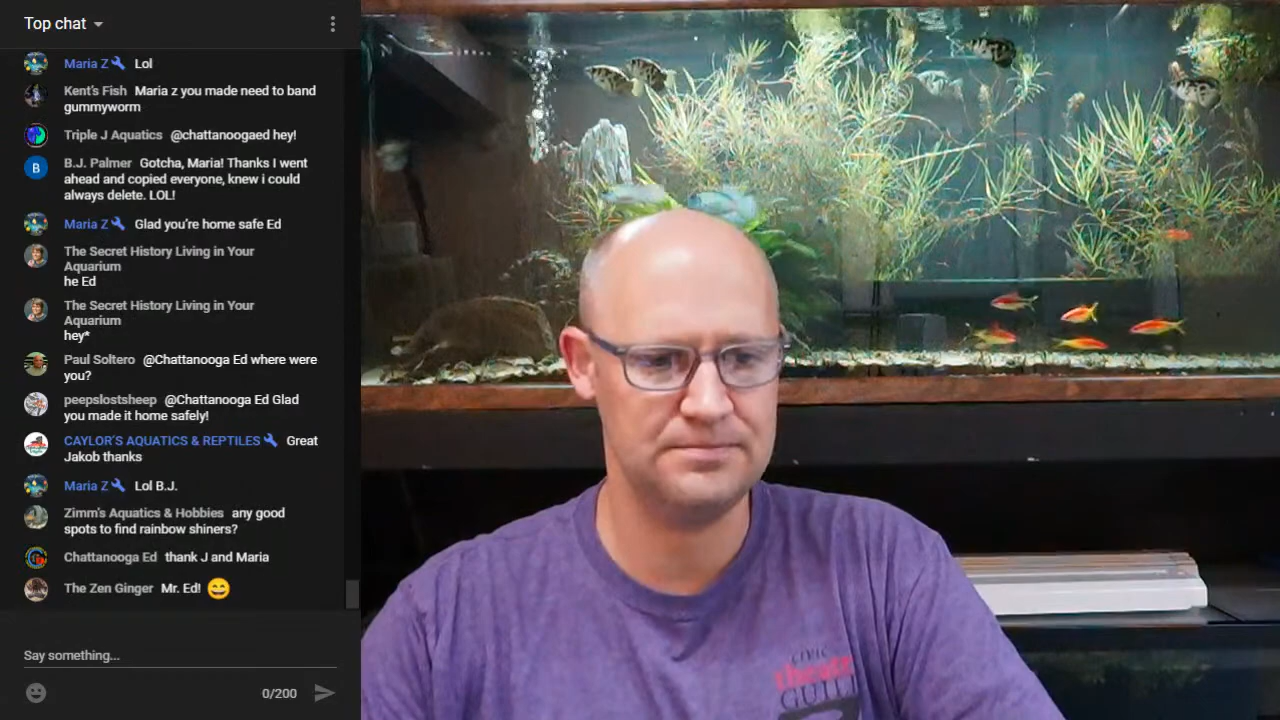 Top chat
Maria Z Lol
Kent's Fish Maria z you made need to band
gummyworm
Triple J Aquatics @chattanoogaed hey!
B
B.J. Palmer Gotcha, Maria! Thanks I went
ahead and copied everyone, knew i could
always delete. LOL!
Maria Z Glad you're home safe Ed
The Secret History Living in Your
Aquarium
he Ed
The Secret History Living in Your
Aquarium
hey*
Paul Soltero @Chattanooga Ed where were
you?
peepslostsheep @Chattanooga Ed Glad
you made it home safely!
CAYLOR'S AQUATICS & REPTILES Great
Jakob thanks
Maria Z Lol B.J.
Zimm's Aquatics & Hobbies any good
spots to find rainbow shiners?
Chattanooga Ed thank J and Maria
The Zen Ginger Mr. Ed! 😄
Say something...
0/200
CIVIC
theatre
GUILD